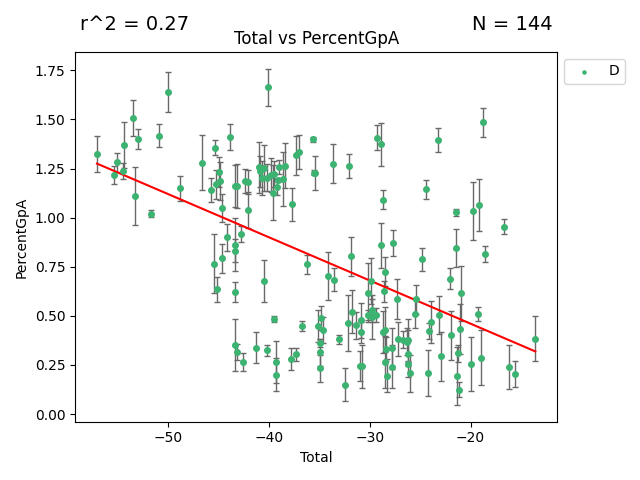 r^2 = 0.27
N = 144
Total vs PercentGpA
D
1.75
1.50
1.25
1.00
0.75
0.50
0.25
0.00
PercentGpA
−50
−40
−30
−20
Total